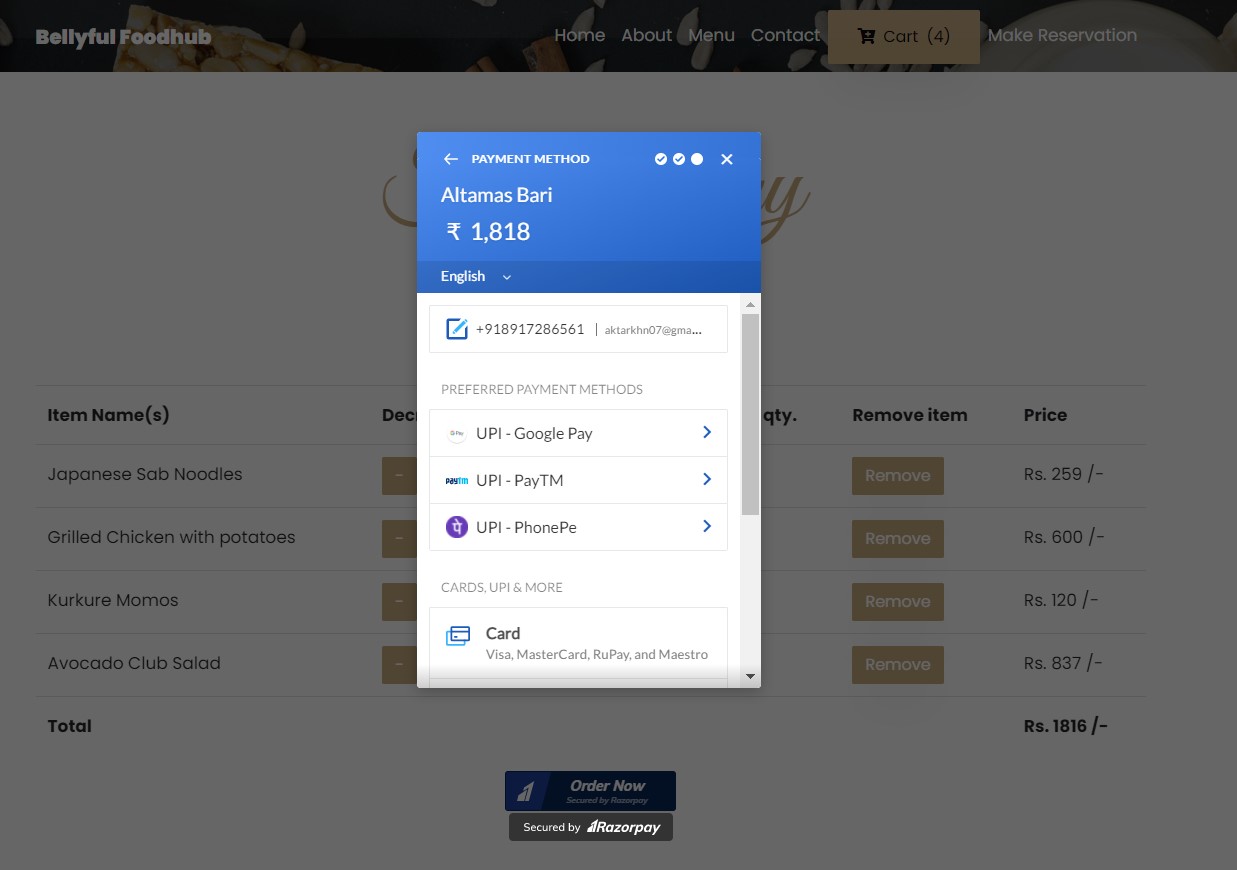 Bellyful Foodhub
Home About Menu Contact Cart (4) Make Reservation
PAYMENT METHOD
Altamas Bari
₹ 1,818
English
+918917286561 | aktarkhn07@gma...
PREFERRED PAYMENT METHODS
G Pay UPI - Google Pay
paytm UPI - PayTM
पे UPI - PhonePe
CARDS, UPI & MORE
Card
Visa, MasterCard, RuPay, and Maestro
Item Name(s) qty. Remove item Price
Japanese Sab Noodles - Remove Rs. 259 /-
Grilled Chicken with potatoes - Remove Rs. 600 /-
Kurkure Momos - Remove Rs. 120 /-
Avocado Club Salad - Remove Rs. 837 /-
Total Rs. 1816 /-
Order Now
Secured by Razorpay
Secured by Razorpay